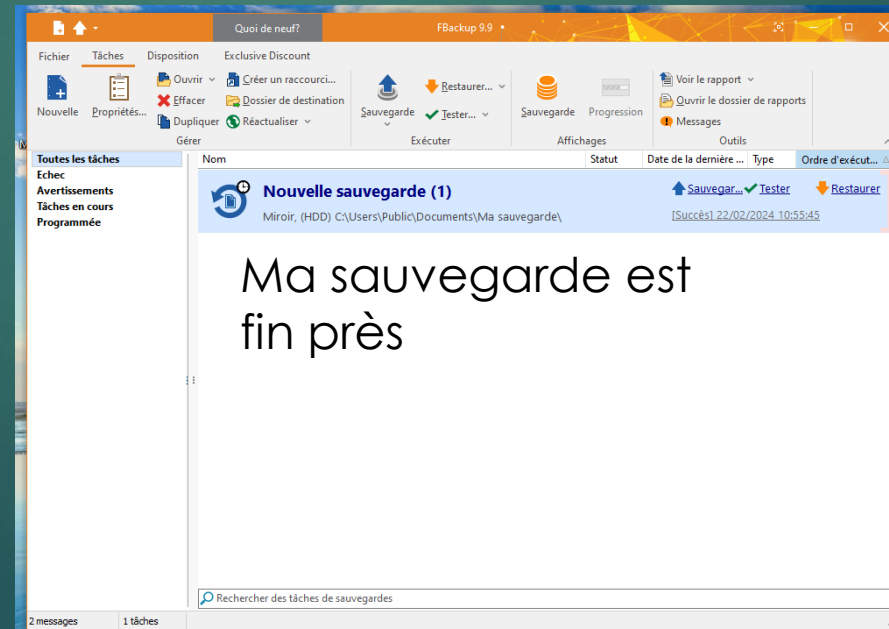 Quoi de neuf?
FBackup 9.9
Fichier Tâches Disposition Exclusive Discount
Nouvelle Propriétés...
Ouvrir Créer un raccourci...
Effacer Dossier de destination
Dupliquer Réactualiser
Gérer
Sauvegarde Restaurer...
Tester...
Exécuter
Sauvegarde Progression
Affichages
Voir le rapport
Ouvrir le dossier de rapports
Messages
Outils
Toutes les tâches
Echec
Avertissements
Tâches en cours
Programmée
Nom Statut Date de la dernière ... Type Ordre d'exécut...
Nouvelle sauvegarde (1) Sauvegar... Tester Restaurer
Miroir, (HDD) C:\Users\Public\Documents\Ma sauvegarde\ [Succès] 22/02/2024 10:55:45
Ma sauvegarde est
fin près
Rechercher des tâches de sauvegardes
2 messages 1 tâches